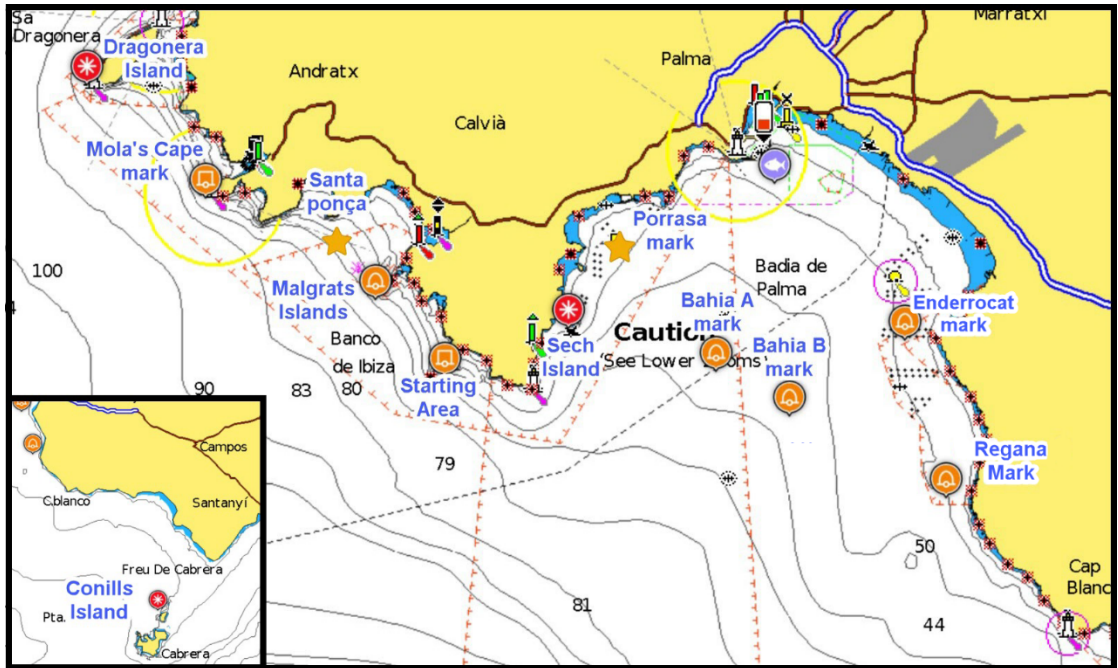 Sa
Dragonera
Dragonera
Island
Andratx
Palma
Marratxí
Calvià
Mola's Cape
mark
Santa
ponça
Porrasa
mark
100
Malgrats
Islands
Badia de
Palma
Bahia A
mark
Enderrocat
mark
Banco
de Ibiza
Sech
Island
Caution
See Lower Zooms
Bahia B
mark
90
83
80
Starting
Area
79
Regana
Mark
50
81
44
Cap
Blanc
Campos
C.blanco
Santanyí
Freu De Cabrera
Conills
Island
Pta.
Cabrera